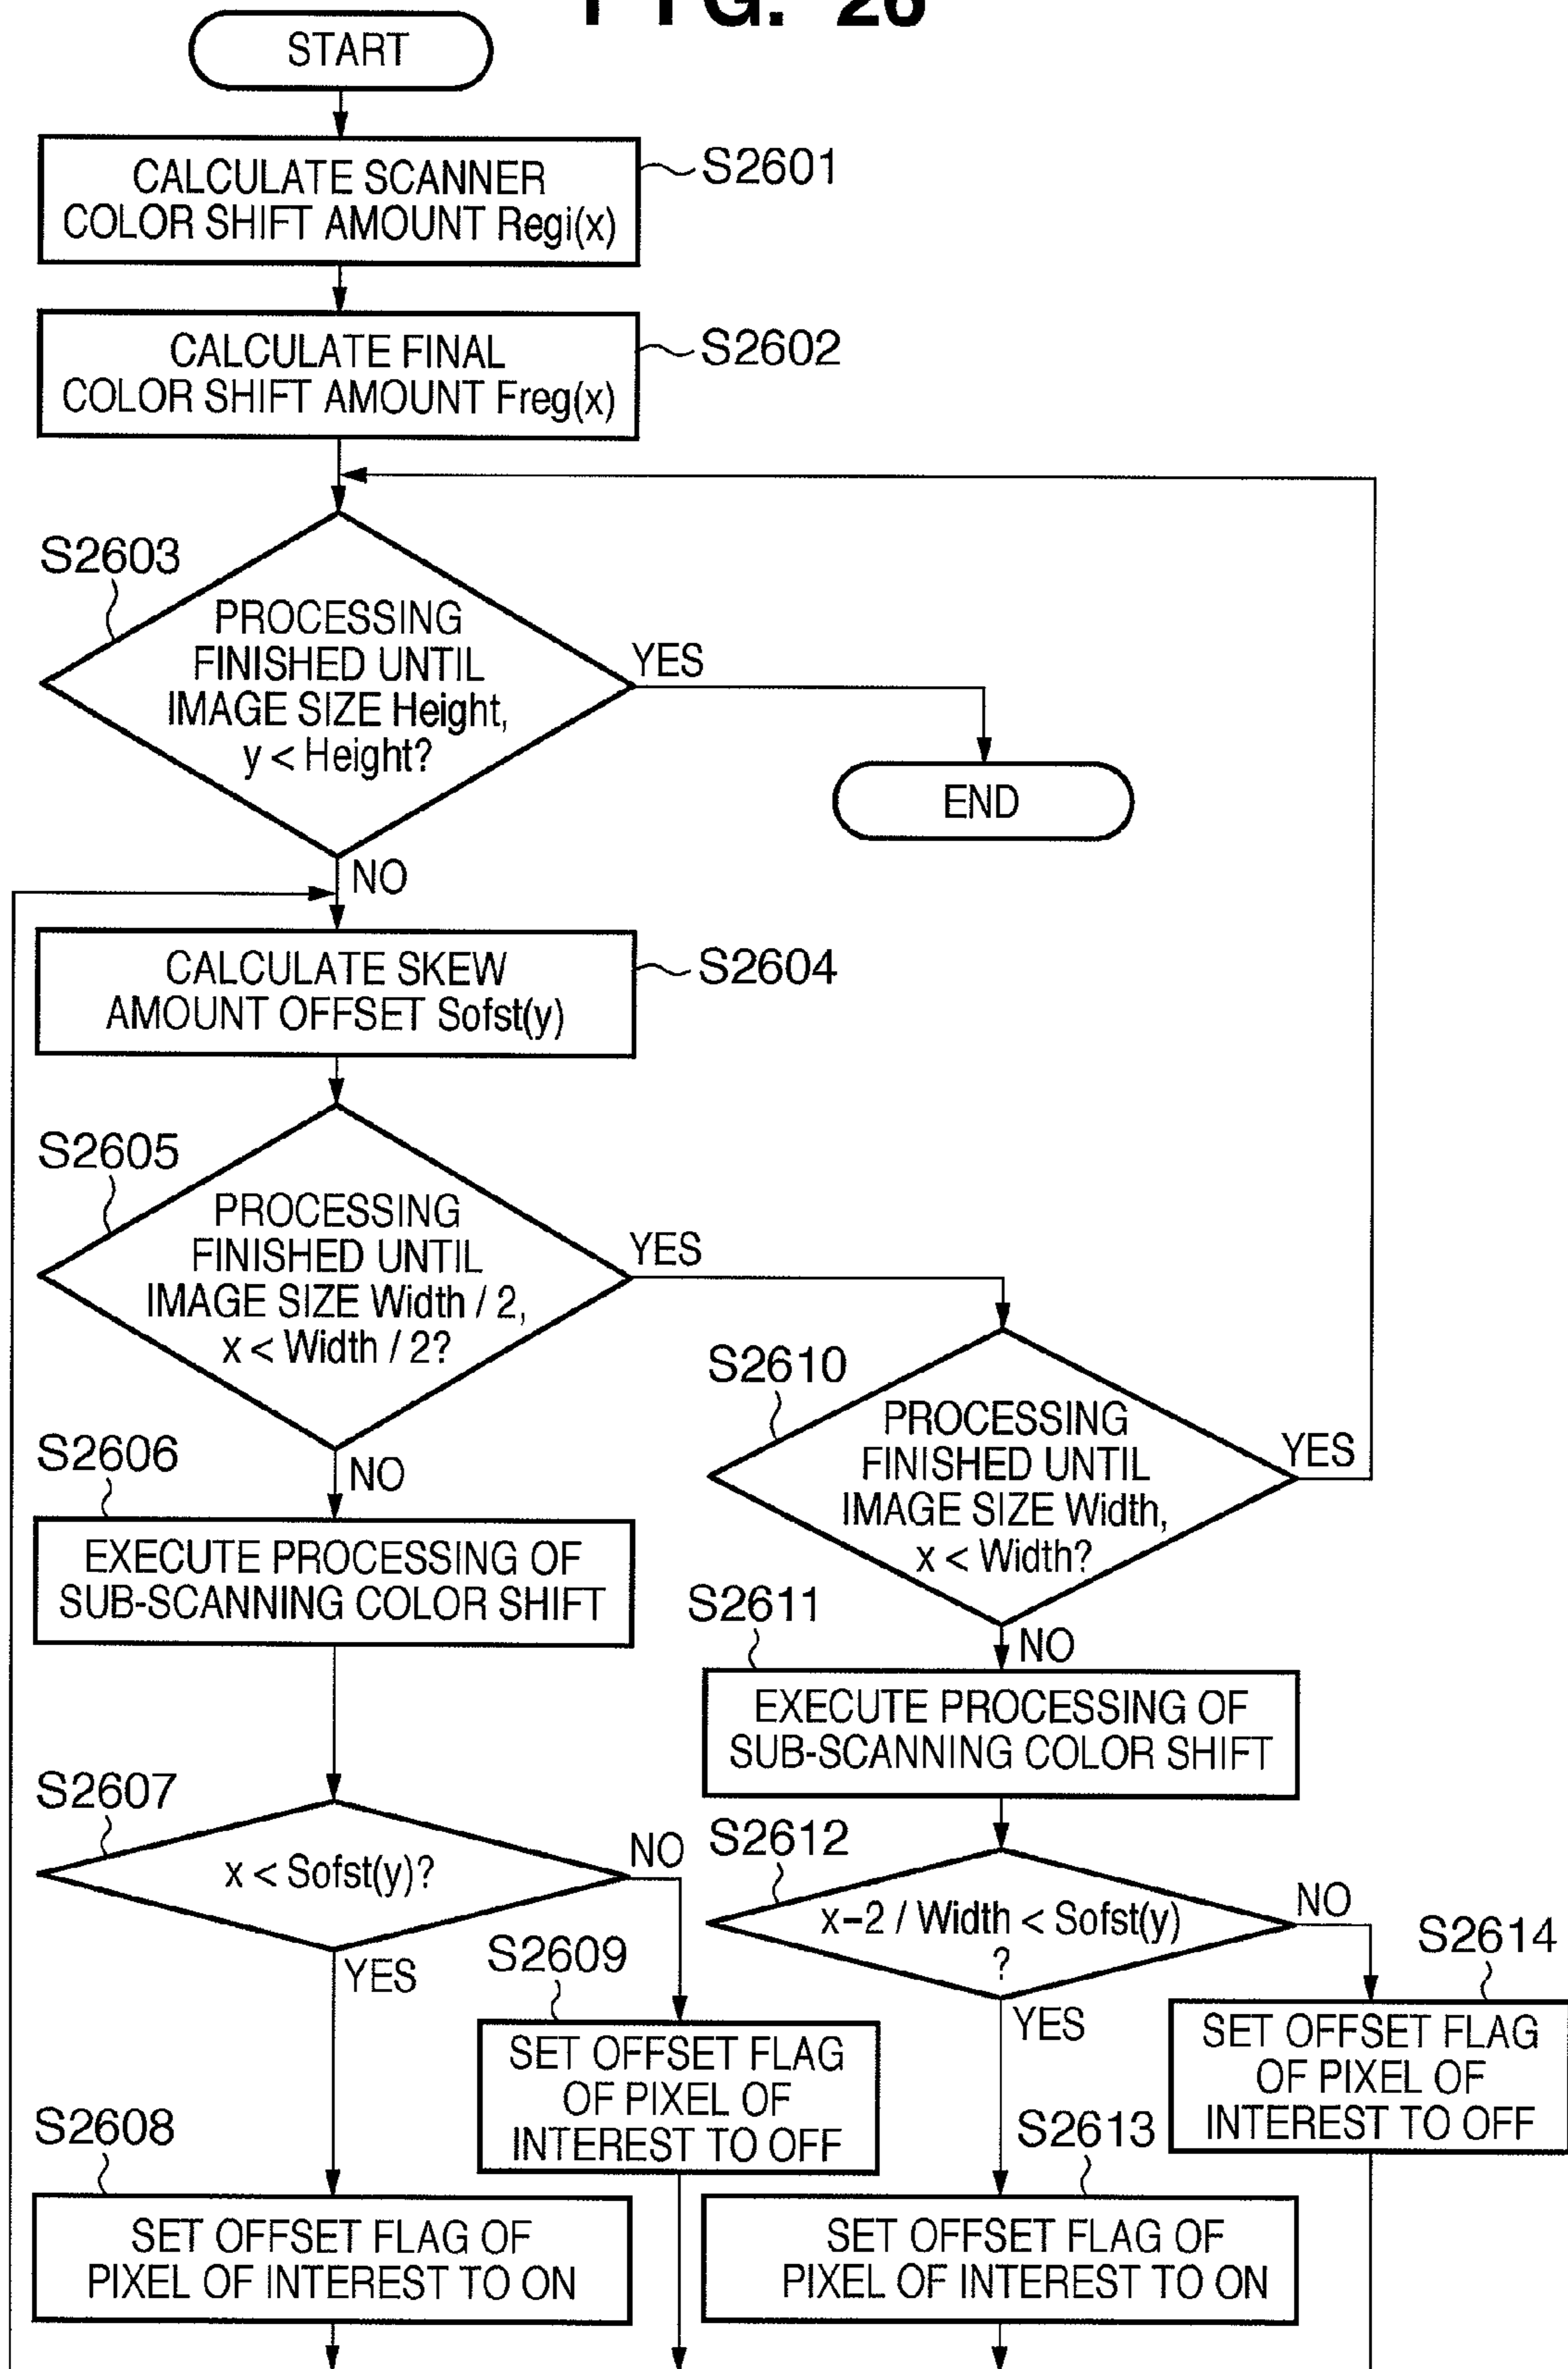 FIG. 26
START
CALCULATE SCANNER
COLOR SHIFT AMOUNT Regi(x)
S2601
CALCULATE FINAL
COLOR SHIFT AMOUNT Freg(x)
S2602
S2603
PROCESSING
FINISHED UNTIL
IMAGE SIZE Height,
y < Height?
YES
END
NO
CALCULATE SKEW
AMOUNT OFFSET Sofst(y)
S2604
S2605
PROCESSING
FINISHED UNTIL
IMAGE SIZE Width / 2,
x < Width / 2?
YES
NO
S2606
EXECUTE PROCESSING OF
SUB-SCANNING COLOR SHIFT
S2607
x < Sofst(y)?
NO
YES
S2609
SET OFFSET FLAG
OF PIXEL OF
INTEREST TO OFF
S2608
SET OFFSET FLAG OF
PIXEL OF INTEREST TO ON
S2610
PROCESSING
FINISHED UNTIL
IMAGE SIZE Width,
x < Width?
YES
NO
S2611
EXECUTE PROCESSING OF
SUB-SCANNING COLOR SHIFT
S2612
x-2 / Width < Sofst(y)
?
NO
YES
S2614
SET OFFSET FLAG
OF PIXEL OF
INTEREST TO OFF
S2613
SET OFFSET FLAG OF
PIXEL OF INTEREST TO ON